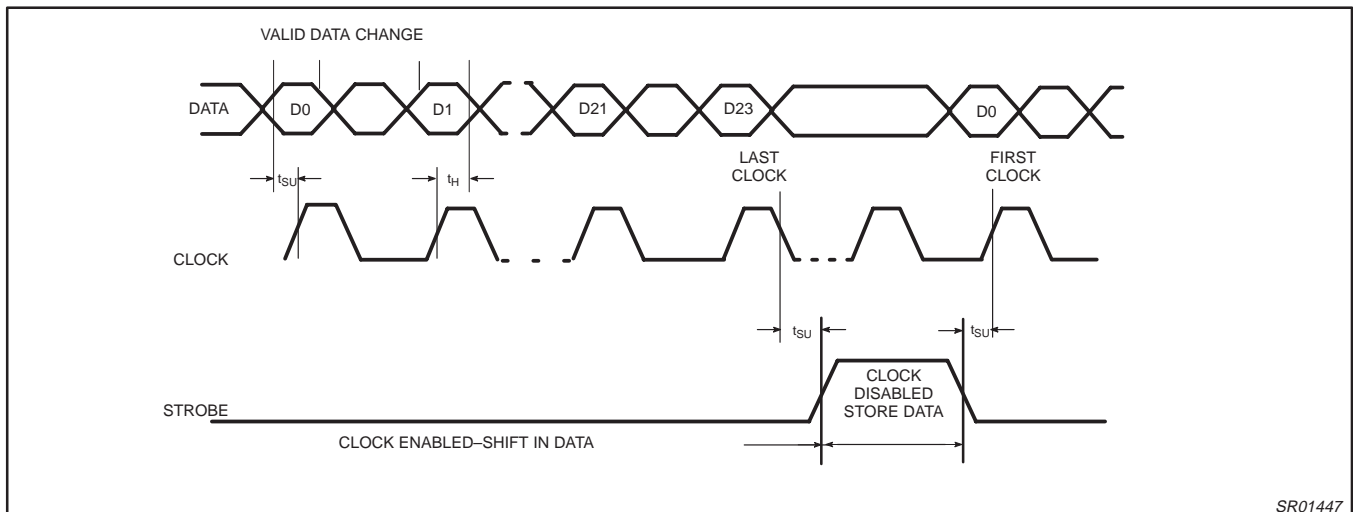 VALID DATA CHANGE
DATA
D0
D1
D21
D23
D0
LAST
CLOCK
FIRST
CLOCK
tSU
tH
CLOCK
tSU
tSU
CLOCK
DISABLED
STORE DATA
STROBE
CLOCK ENABLED–SHIFT IN DATA
SR01447